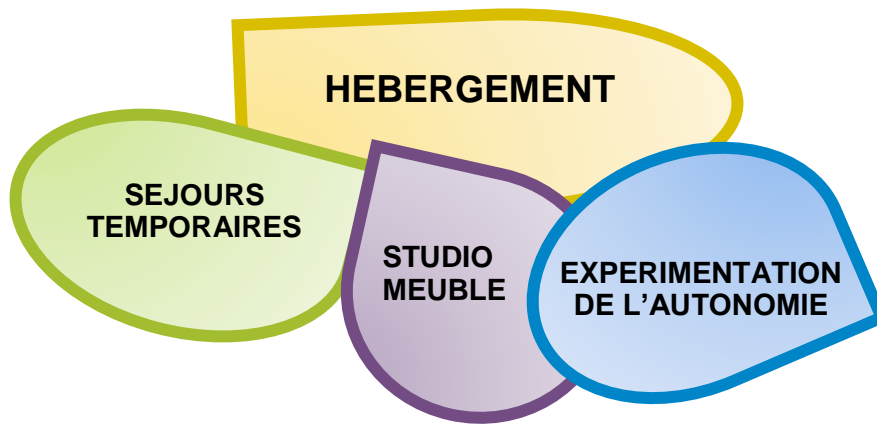 HEBERGEMENT
SEJOURS
TEMPORAIRES
STUDIO
MEUBLE
EXPERIMENTATION
DE L’AUTONOMIE